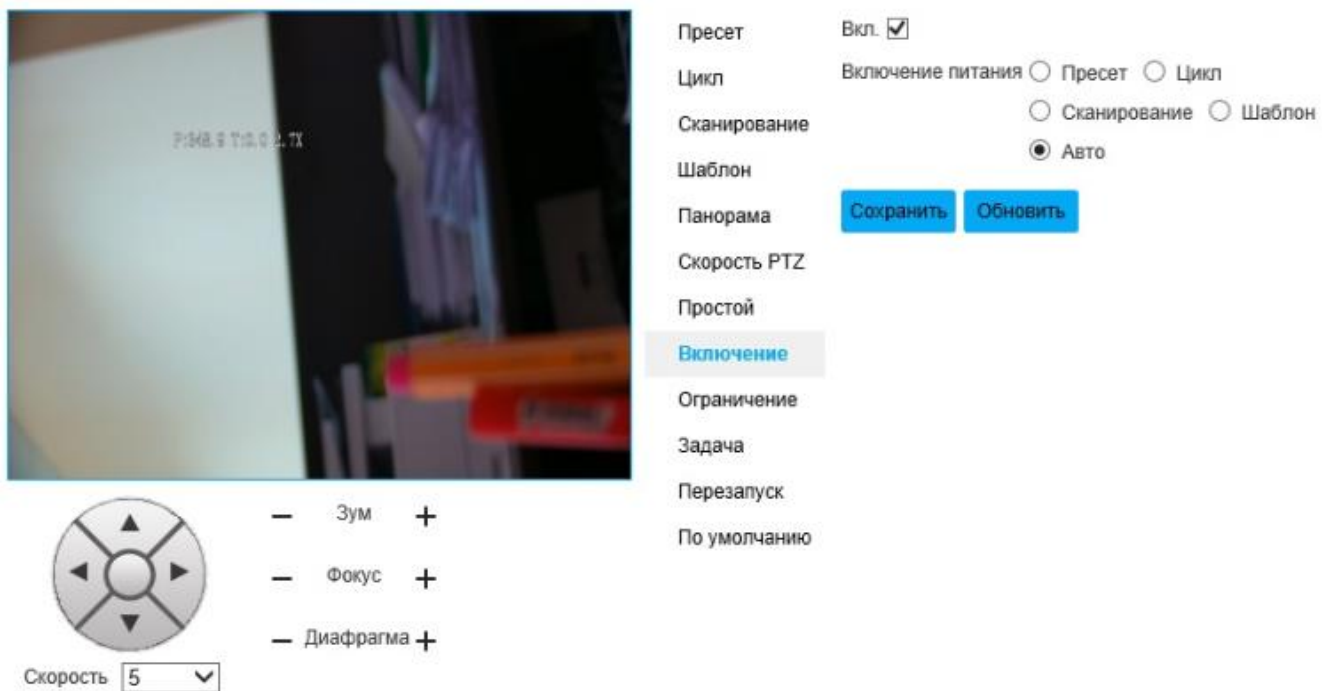 Пресет
Цикл
Сканирование
Шаблон
Панорама
Скорость PTZ
Простой
Включение
Ограничение
Задача
Перезапуск
По умолчанию
Вкл.
Включение питания Пресет Цикл
Сканирование Шаблон
Авто
Сохранить Обновить
Зум
Фокус
Диафрагма
Скорость 5